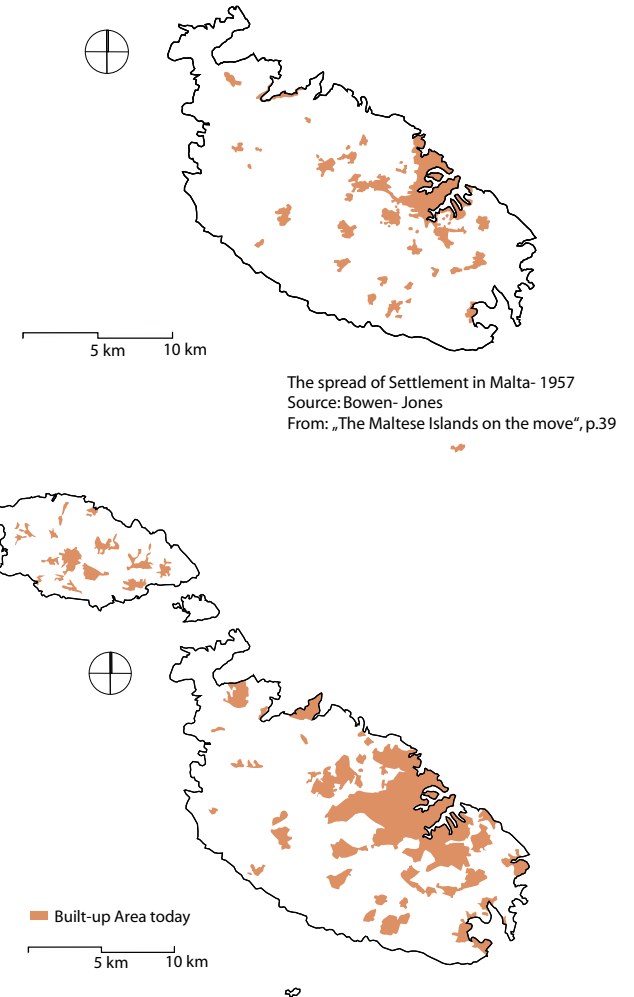 5 km 10 km
The spread of Settlement in Malta- 1957
Source: Bowen- Jones
From: „The Maltese Islands on the move“, p.39
Built-up Area today
5 km 10 km